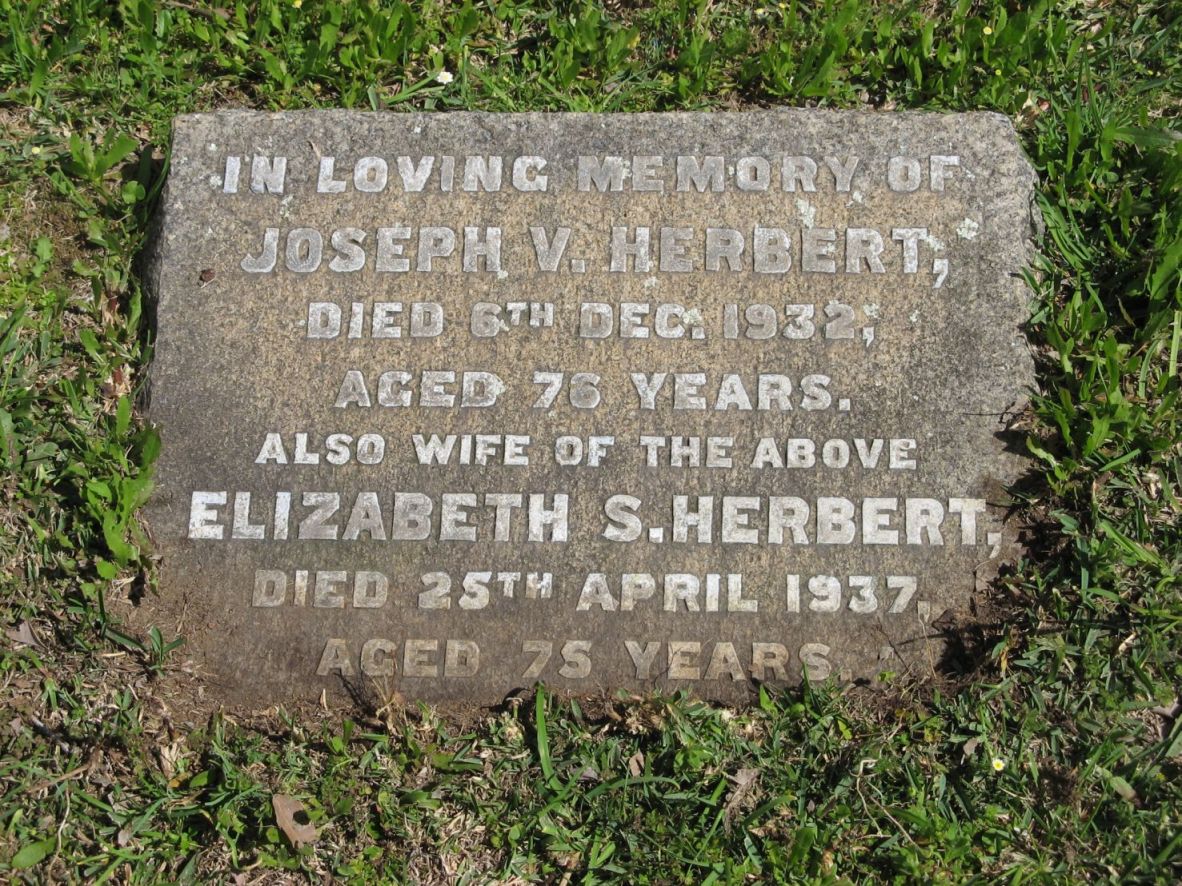 IN LOVING MEMORY OF
JOSEPH V. HERBERT,
DIED 6TH DEC. 1932;
AGED 76 YEARS.
ALSO WIFE OF THE ABOVE
ELIZABETH S. HERBERT,
DIED 25TH APRIL 1937,
AGED 75 YEARS.